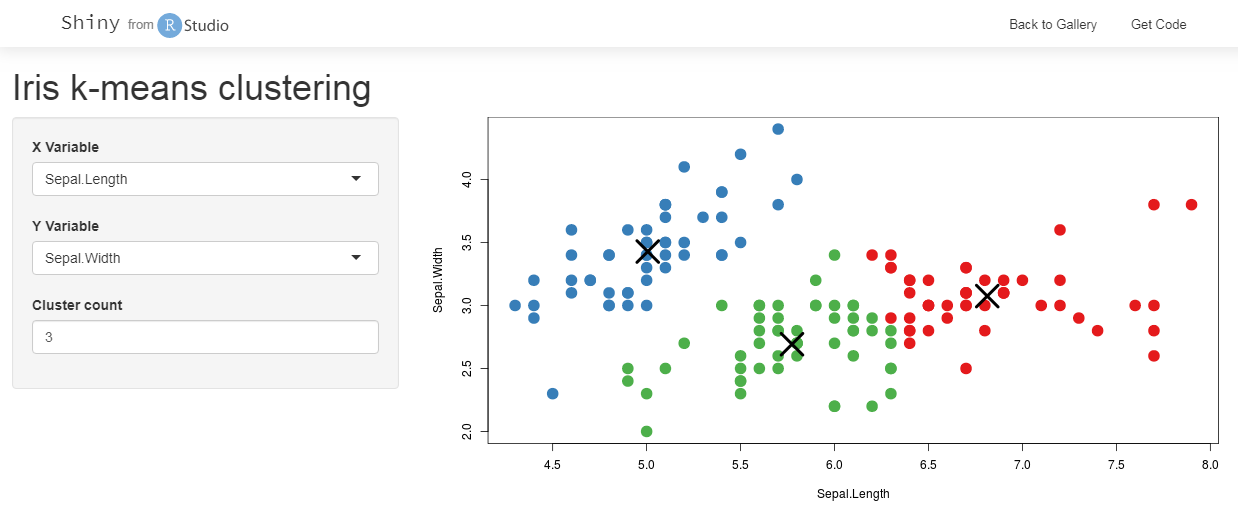 Shiny from R Studio
Back to Gallery
Get Code
Iris k-means clustering
X Variable
Sepal.Length
Y Variable
Sepal.Width
Cluster count
3
Sepal.Width
4.0
3.5
3.0
2.5
2.0
4.5 5.0 5.5 6.0 6.5 7.0 7.5 8.0
Sepal.Length